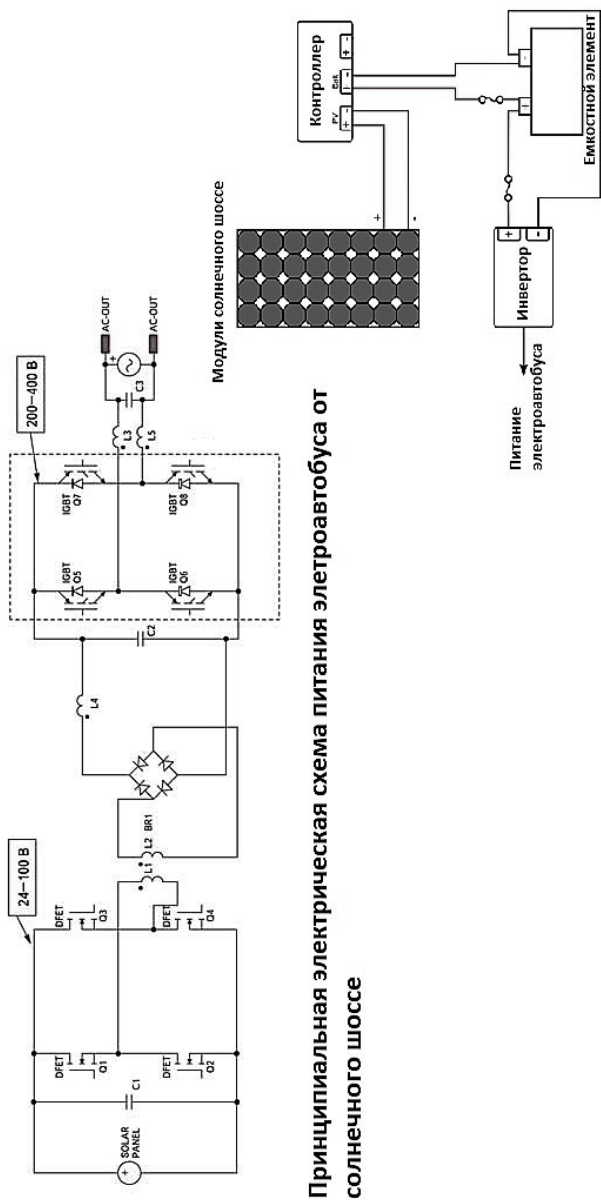 24–100 В
200–400 В
SOLAR
PANEL
C1
DFET
Q1
DFET
Q2
DFET
Q3
DFET
Q4
L1
L2
BR1
L4
C2
IGBT
Q5
IGBT
Q6
IGBT
Q7
IGBT
Q8
L3
L5
C3
AC-OUT
AC-OUT
Принципиальная электрическая схема питания элетроавтобуса от
солнечного шоссе
Модули солнечного шоссе
+
-
Контроллер
PV
Bat.
+ -
+ -
+ -
Питание
электроавтобуса
Инвертор
+
-
+
-
Емкостной элемент